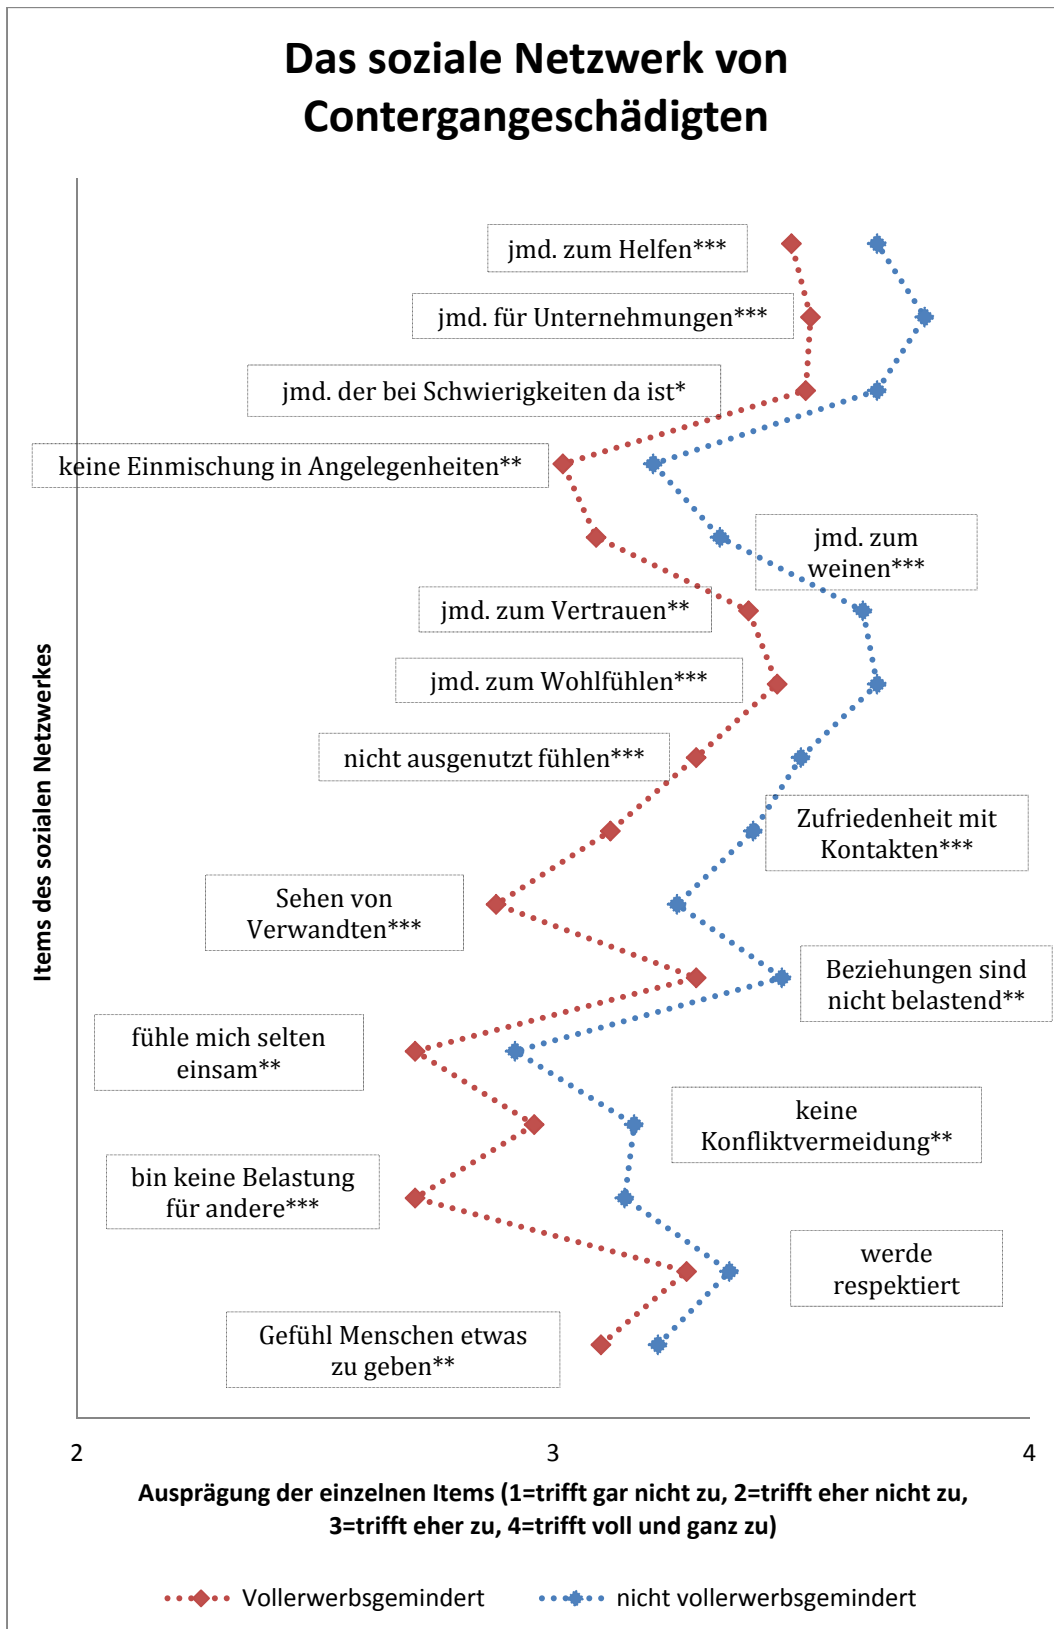 Das soziale Netzwerk von
Contergangeschädigten
jmd. zum Helfen***
jmd. für Unternehmungen***
jmd. der bei Schwierigkeiten da ist*
keine Einmischung in Angelegenheiten**
jmd. zum
weinen***
jmd. zum Vertrauen**
jmd. zum Wohlfühlen***
nicht ausgenutzt fühlen***
Zufriedenheit mit
Kontakten***
Sehen von
Verwandten***
Beziehungen sind
nicht belastend**
fühle mich selten
einsam**
keine
Konfliktvermeidung**
bin keine Belastung
für andere***
werde
respektiert
Gefühl Menschen etwas
zu geben**
Items des sozialen Netzwerkes
2 3 4
Ausprägung der einzelnen Items (1=trifft gar nicht zu, 2=trifft eher nicht zu,
3=trifft eher zu, 4=trifft voll und ganz zu)
Vollerwerbsgemindert nicht vollerwerbsgemindert